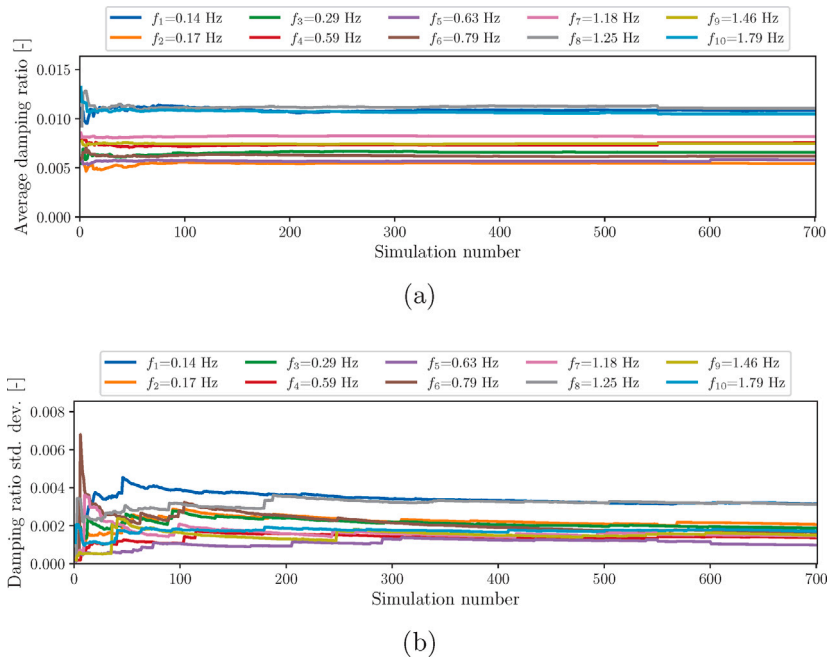 f1=0.14 Hz f3=0.29 Hz f5=0.63 Hz f7=1.18 Hz f9=1.46 Hz
f2=0.17 Hz f4=0.59 Hz f6=0.79 Hz f8=1.25 Hz f10=1.79 Hz
Average damping ratio [-]
0.015
0.010
0.005
0.000
0 100 200 300 400 500 600 700
Simulation number
(a)
f1=0.14 Hz f3=0.29 Hz f5=0.63 Hz f7=1.18 Hz f9=1.46 Hz
f2=0.17 Hz f4=0.59 Hz f6=0.79 Hz f8=1.25 Hz f10=1.79 Hz
Damping ratio std. dev. [-]
0.008
0.006
0.004
0.002
0.000
0 100 200 300 400 500 600 700
Simulation number
(b)